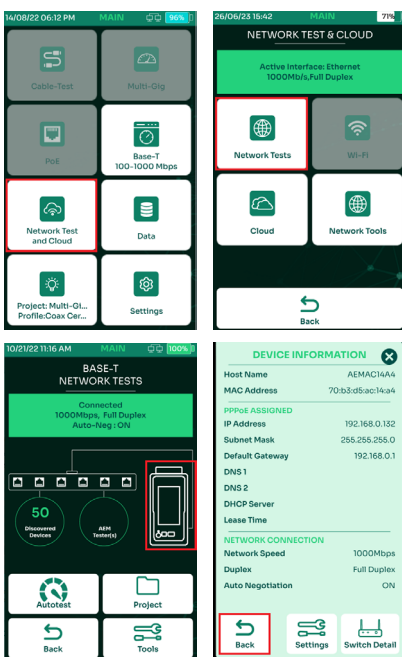 14/08/22 06:12 PM MAIN 96%
Cable-Test
Multi-Gig
PoE
Base-T
100-1000 Mbps
Network Test
and Cloud
Data
Project: Multi-Gi...
Profile:Coax Cer...
Settings
26/06/23 15:42 MAIN 71%
NETWORK TEST & CLOUD
Active Interface: Ethernet
1000Mb/s,Full Duplex
Network Tests
Wi-Fi
Cloud
Network Tools
Back
10/21/22 11:16 AM MAIN 100%
BASE-T
NETWORK TESTS
Connected
1000Mbps, Full Duplex
Auto-Neg : ON
50
Discovered
Devices
AEM
Tester(s)
Autotest
Project
Back
Tools
DEVICE INFORMATION
Host Name AEMAC14A4
MAC Address 70:b3:d5:ac:14:a4
PPPoE ASSIGNED
IP Address 192.168.0.132
Subnet Mask 255.255.255.0
Default Gateway 192.168.0.1
DNS 1
DNS 2
DHCP Server
Lease Time
NETWORK CONNECTION
Network Speed 1000Mbps
Duplex Full Duplex
Auto Negotiation ON
Back
Settings
Switch Detail